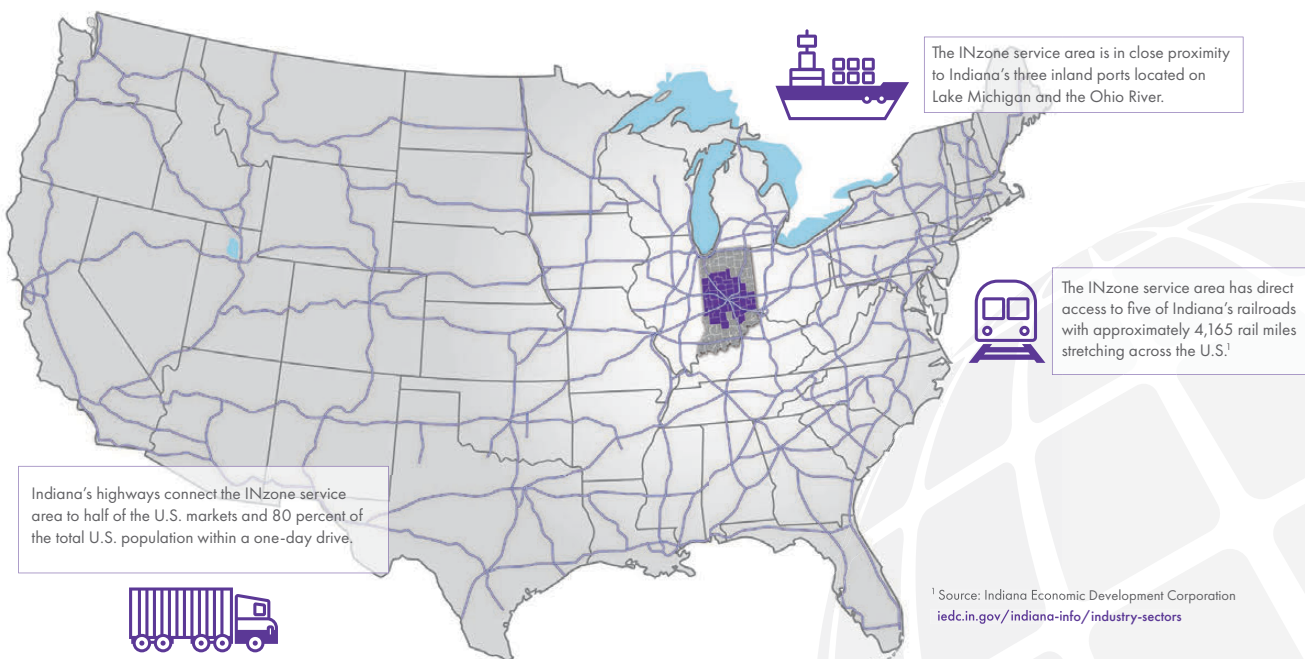 The INzone service area is in close proximity
to Indiana’s three inland ports located on
Lake Michigan and the Ohio River.
The INzone service area has direct
access to five of Indiana’s railroads
with approximately 4,165 rail miles
stretching across the U.S.¹
Indiana’s highways connect the INzone service
area to half of the U.S. markets and 80 percent of
the total U.S. population within a one-day drive.
¹ Source: Indiana Economic Development Corporation
iedc.in.gov/indiana-info/industry-sectors